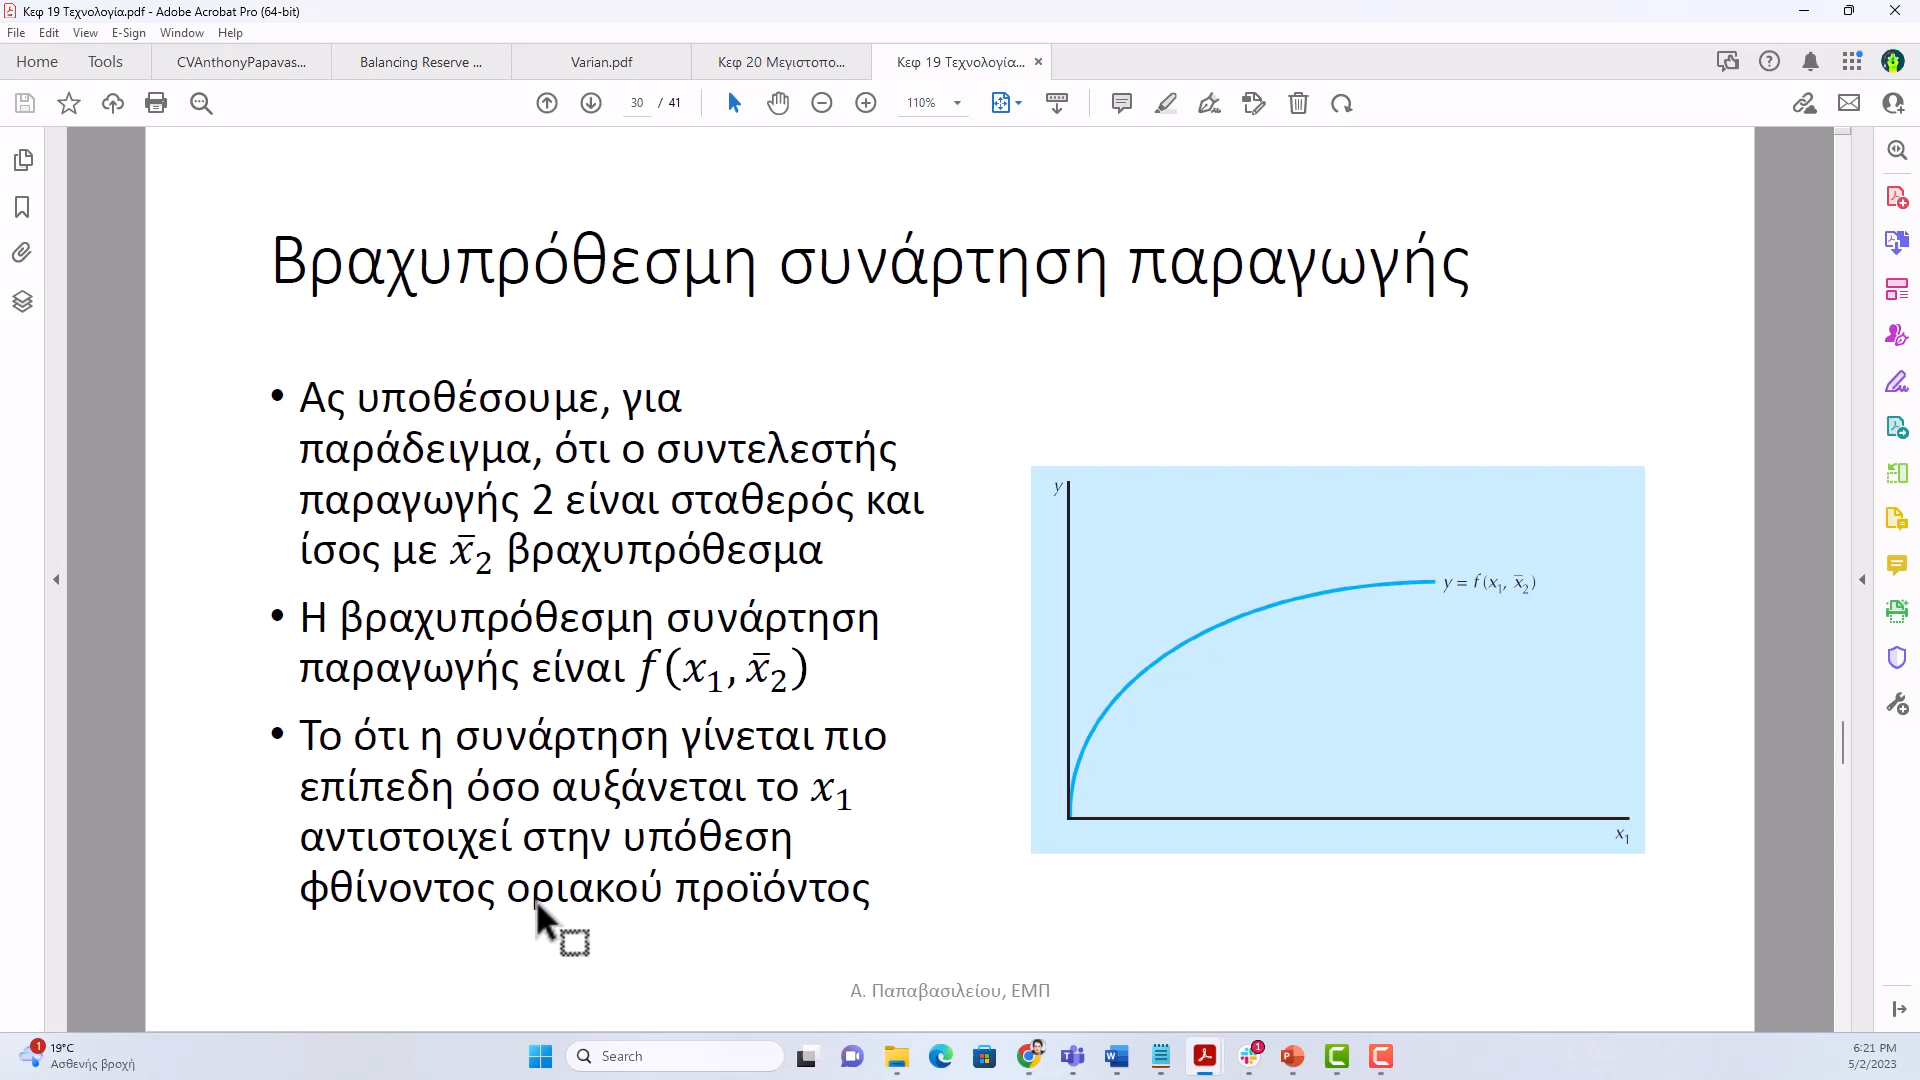 Κεφ 19 Τεχνολογία.pdf - Adobe Acrobat Pro (64-bit)
File Edit View E-Sign Window Help
Home Tools CVAnthonyPapavas... Balancing Reserve ... Varian.pdf Κεφ 20 Μεγιστοπο... Κεφ 19 Τεχνολογία...
30 / 41 110%
Βραχυπρόθεσμη συνάρτηση παραγωγής
• Ας υποθέσουμε, για
παράδειγμα, ότι ο συντελεστής
παραγωγής 2 είναι σταθερός και
ίσος με x̄₂ βραχυπρόθεσμα
• Η βραχυπρόθεσμη συνάρτηση
παραγωγής είναι f(x₁, x̄₂)
• Το ότι η συνάρτηση γίνεται πιο
επίπεδη όσο αυξάνεται το x₁
αντιστοιχεί στην υπόθεση
φθίνοντος οριακού προϊόντος
y
y = f(x₁, x̄₂)
x₁
Α. Παπαβασιλείου, ΕΜΠ
1
19°C
Ασθενής βροχή
Search
1
6:21 PM
5/2/2023